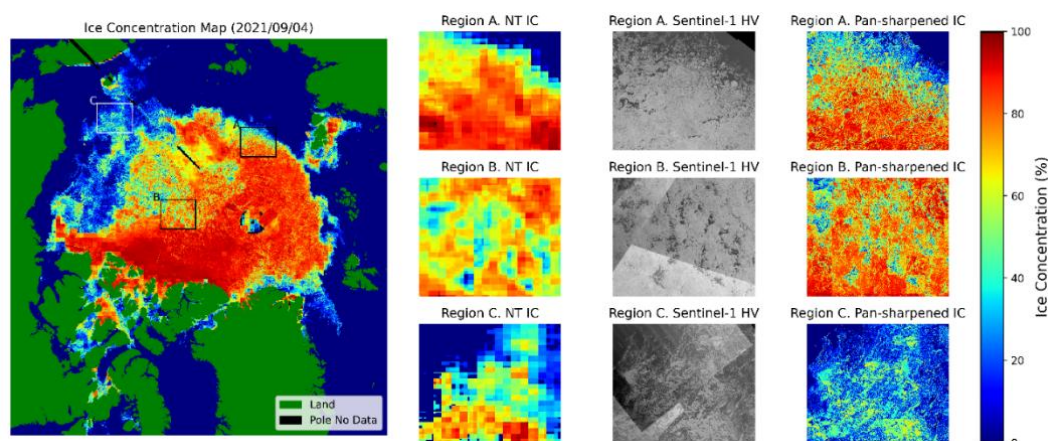 Ice Concentration Map (2021/09/04)
C
A
B
Land
Pole No Data
Region A. NT IC
Region A. Sentinel-1 HV
Region A. Pan-sharpened IC
Region B. NT IC
Region B. Sentinel-1 HV
Region B. Pan-sharpened IC
Region C. NT IC
Region C. Sentinel-1 HV
Region C. Pan-sharpened IC
100
80
60
40
20
0
Ice Concentration (%)